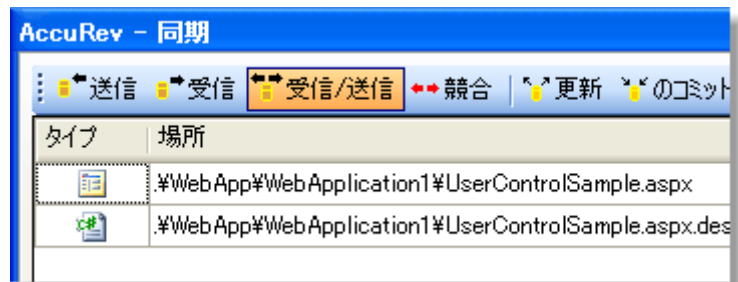 AccuRev - 同期
送信 受信 受信/送信 競合 更新 のコミット
タイプ 場所
.¥WebApp¥WebApplication1¥UserControlSample.aspx
.¥WebApp¥WebApplication1¥UserControlSample.aspx.des